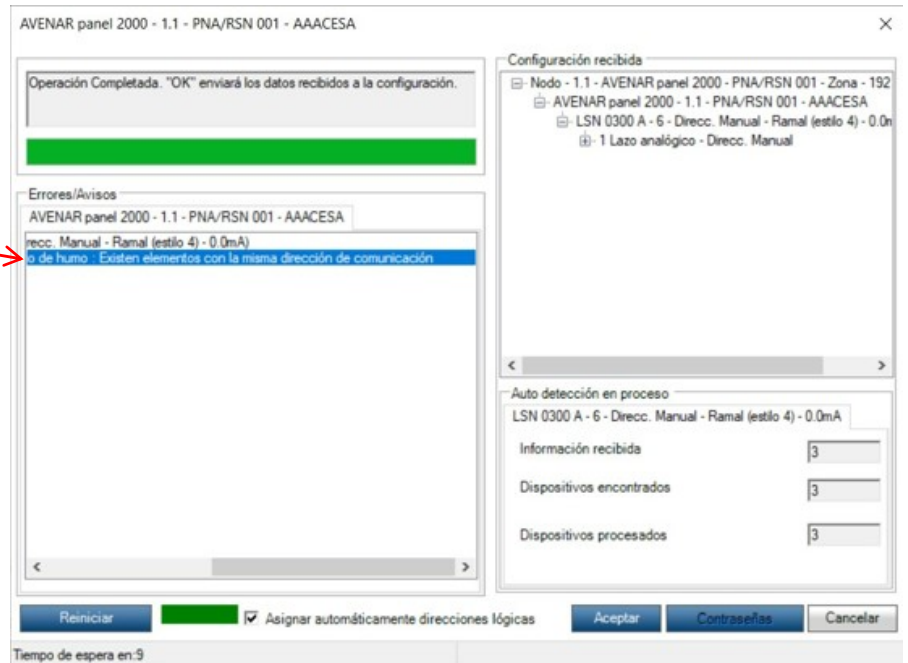 AVENAR panel 2000 - 1.1 - PNA/RSN 001 - AAACESA
Operación Completada. "OK" enviará los datos recibidos a la configuración.
Errores/Avisos
AVENAR panel 2000 - 1.1 - PNA/RSN 001 - AAACESA
recc. Manual - Ramal (estilo 4) - 0.0mA)
o de humo : Existen elementos con la misma dirección de comunicación
Configuración recibida
Nodo - 1.1 - AVENAR panel 2000 - PNA/RSN 001 - Zona - 192
AVENAR panel 2000 - 1.1 - PNA/RSN 001 - AAACESA
LSN 0300 A - 6 - Direcc. Manual - Ramal (estilo 4) - 0.0m
1 Lazo analógico - Direcc. Manual
Auto detección en proceso
LSN 0300 A - 6 - Direcc. Manual - Ramal (estilo 4) - 0.0mA
Información recibida 3
Dispositivos encontrados 3
Dispositivos procesados 3
Reiniciar Asignar automáticamente direcciones lógicas Aceptar Contraseñas Cancelar
Tiempo de espera en:9